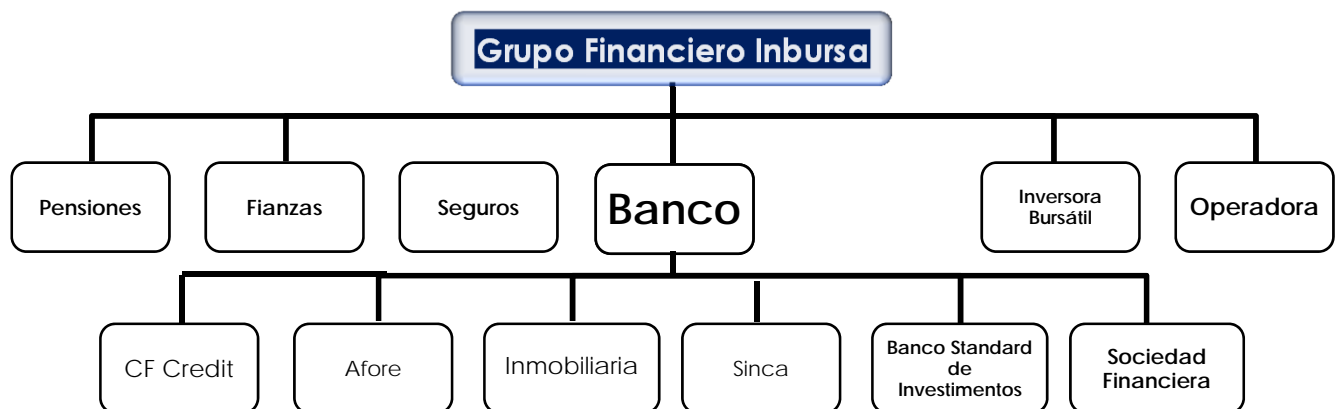 Grupo Financiero Inbursa
Pensiones
Fianzas
Seguros
Banco
Inversora
Bursátil
Operadora
CF Credit
Afore
Inmobiliaria
Sinca
Banco Standard
de
Investimentos
Sociedad
Financiera